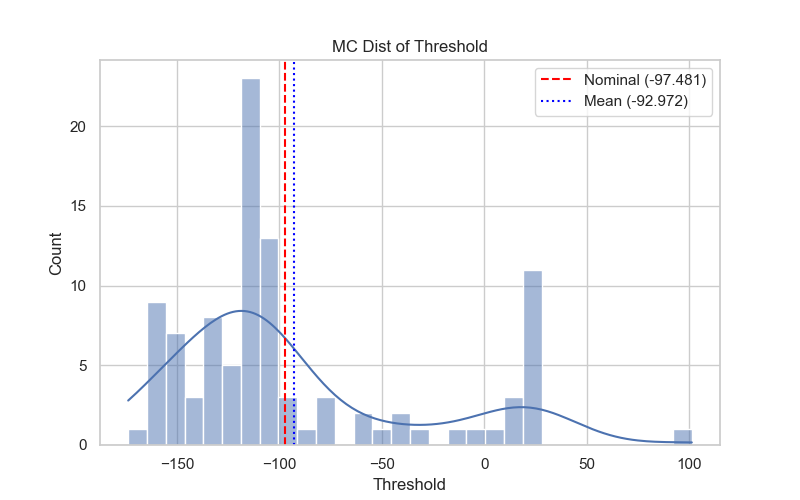 MC Dist of Threshold
Nominal (-97.481)
Mean (-92.972)
Count
20
15
10
5
0
−150
−100
−50
0
50
100
Threshold